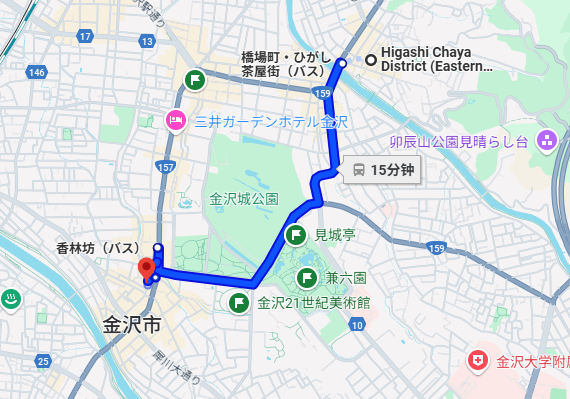 沢駅通り
17
13
橋場町・ひがし
茶屋街（バス）
Higashi Chaya
District (Eastern...
146
159
三井ガーデンホテル金沢
卯辰山公園見晴らし台
157
15分钟
金沢城公園
見城亭
香林坊（バス）
159
兼六園
金沢21世紀美術館
金沢市
10
25
犀川大通り
金沢大学附属